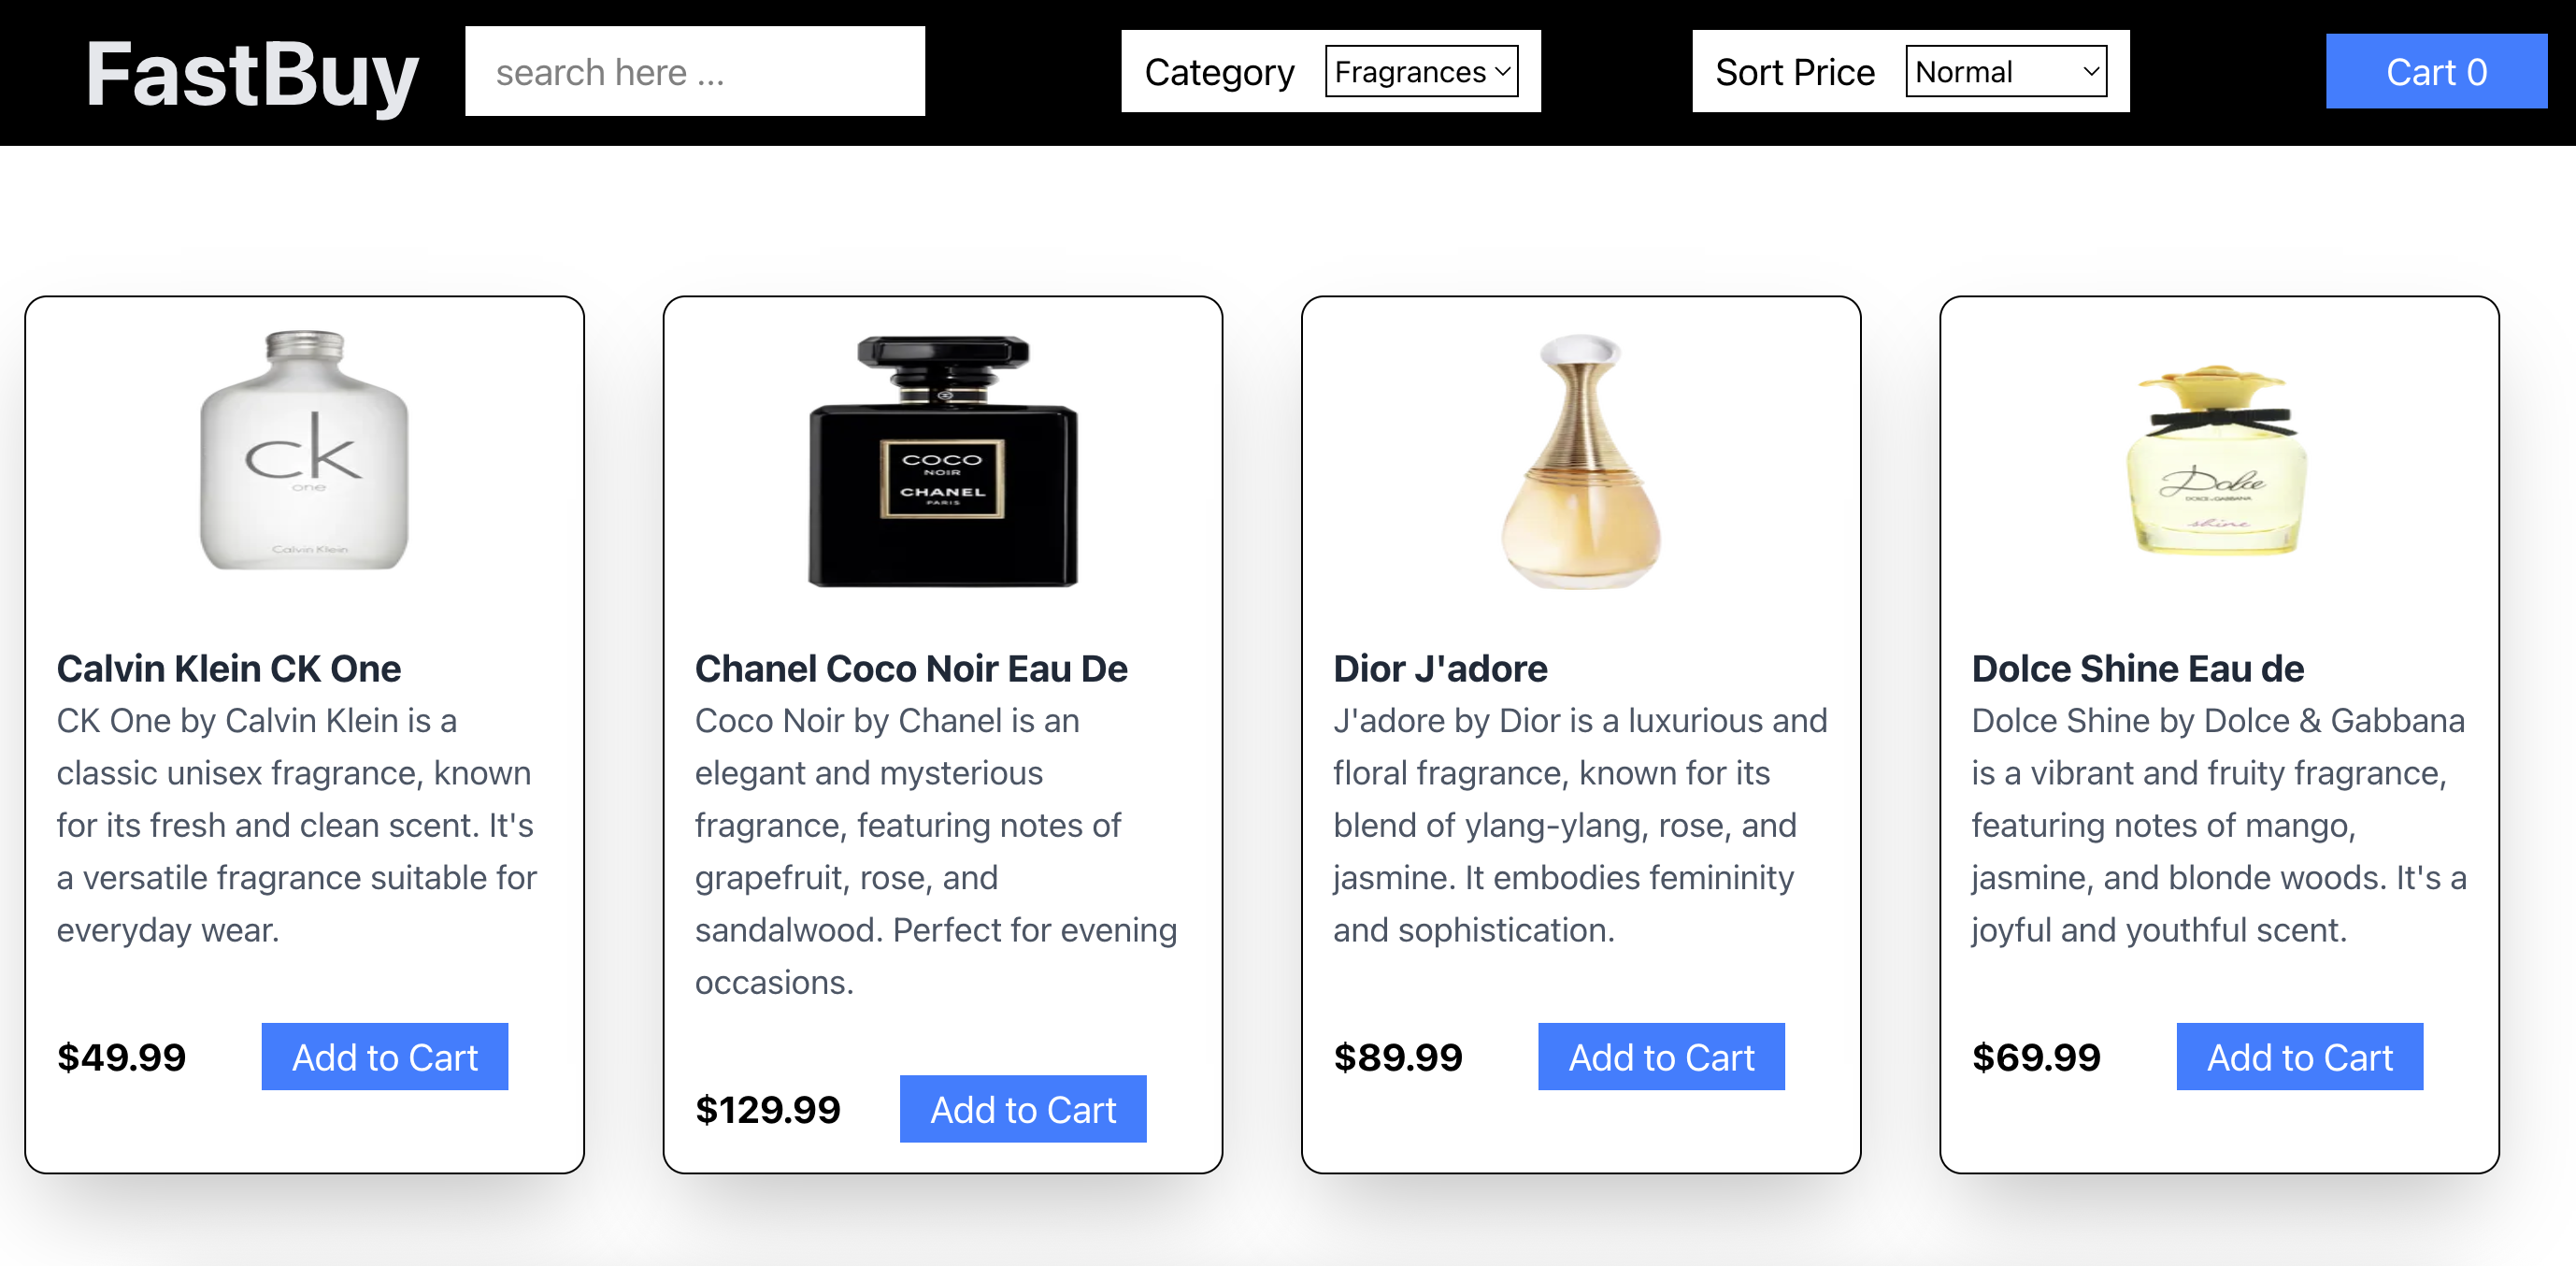 FastBuy
search here ...
Category
Fragrances
Sort Price
Normal
Cart 0
ck
one
Calvin Klein
Calvin Klein CK One
CK One by Calvin Klein is a
classic unisex fragrance, known
for its fresh and clean scent. It's
a versatile fragrance suitable for
everyday wear.
$49.99
Add to Cart
COCO
NOIR
CHANEL
PARIS
Chanel Coco Noir Eau De
Coco Noir by Chanel is an
elegant and mysterious
fragrance, featuring notes of
grapefruit, rose, and
sandalwood. Perfect for evening
occasions.
$129.99
Add to Cart
Dior J'adore
J'adore by Dior is a luxurious and
floral fragrance, known for its
blend of ylang-ylang, rose, and
jasmine. It embodies femininity
and sophistication.
$89.99
Add to Cart
Dolce
DOLCE & GABBANA
shine
Dolce Shine Eau de
Dolce Shine by Dolce & Gabbana
is a vibrant and fruity fragrance,
featuring notes of mango,
jasmine, and blonde woods. It's a
joyful and youthful scent.
$69.99
Add to Cart